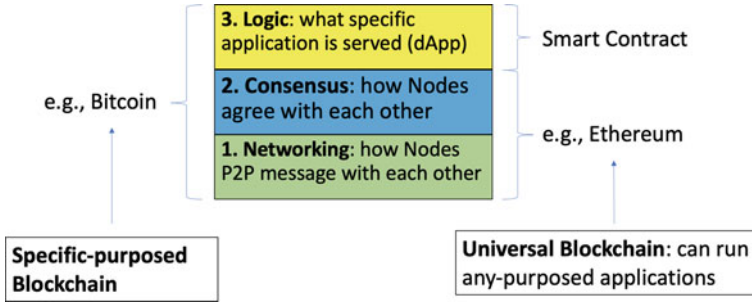 3. Logic: what specific
application is served (dApp)
Smart Contract
2. Consensus: how Nodes
agree with each other
e.g., Bitcoin
e.g., Ethereum
1. Networking: how Nodes
P2P message with each other
Specific-purposed
Blockchain
Universal Blockchain: can run
any-purposed applications